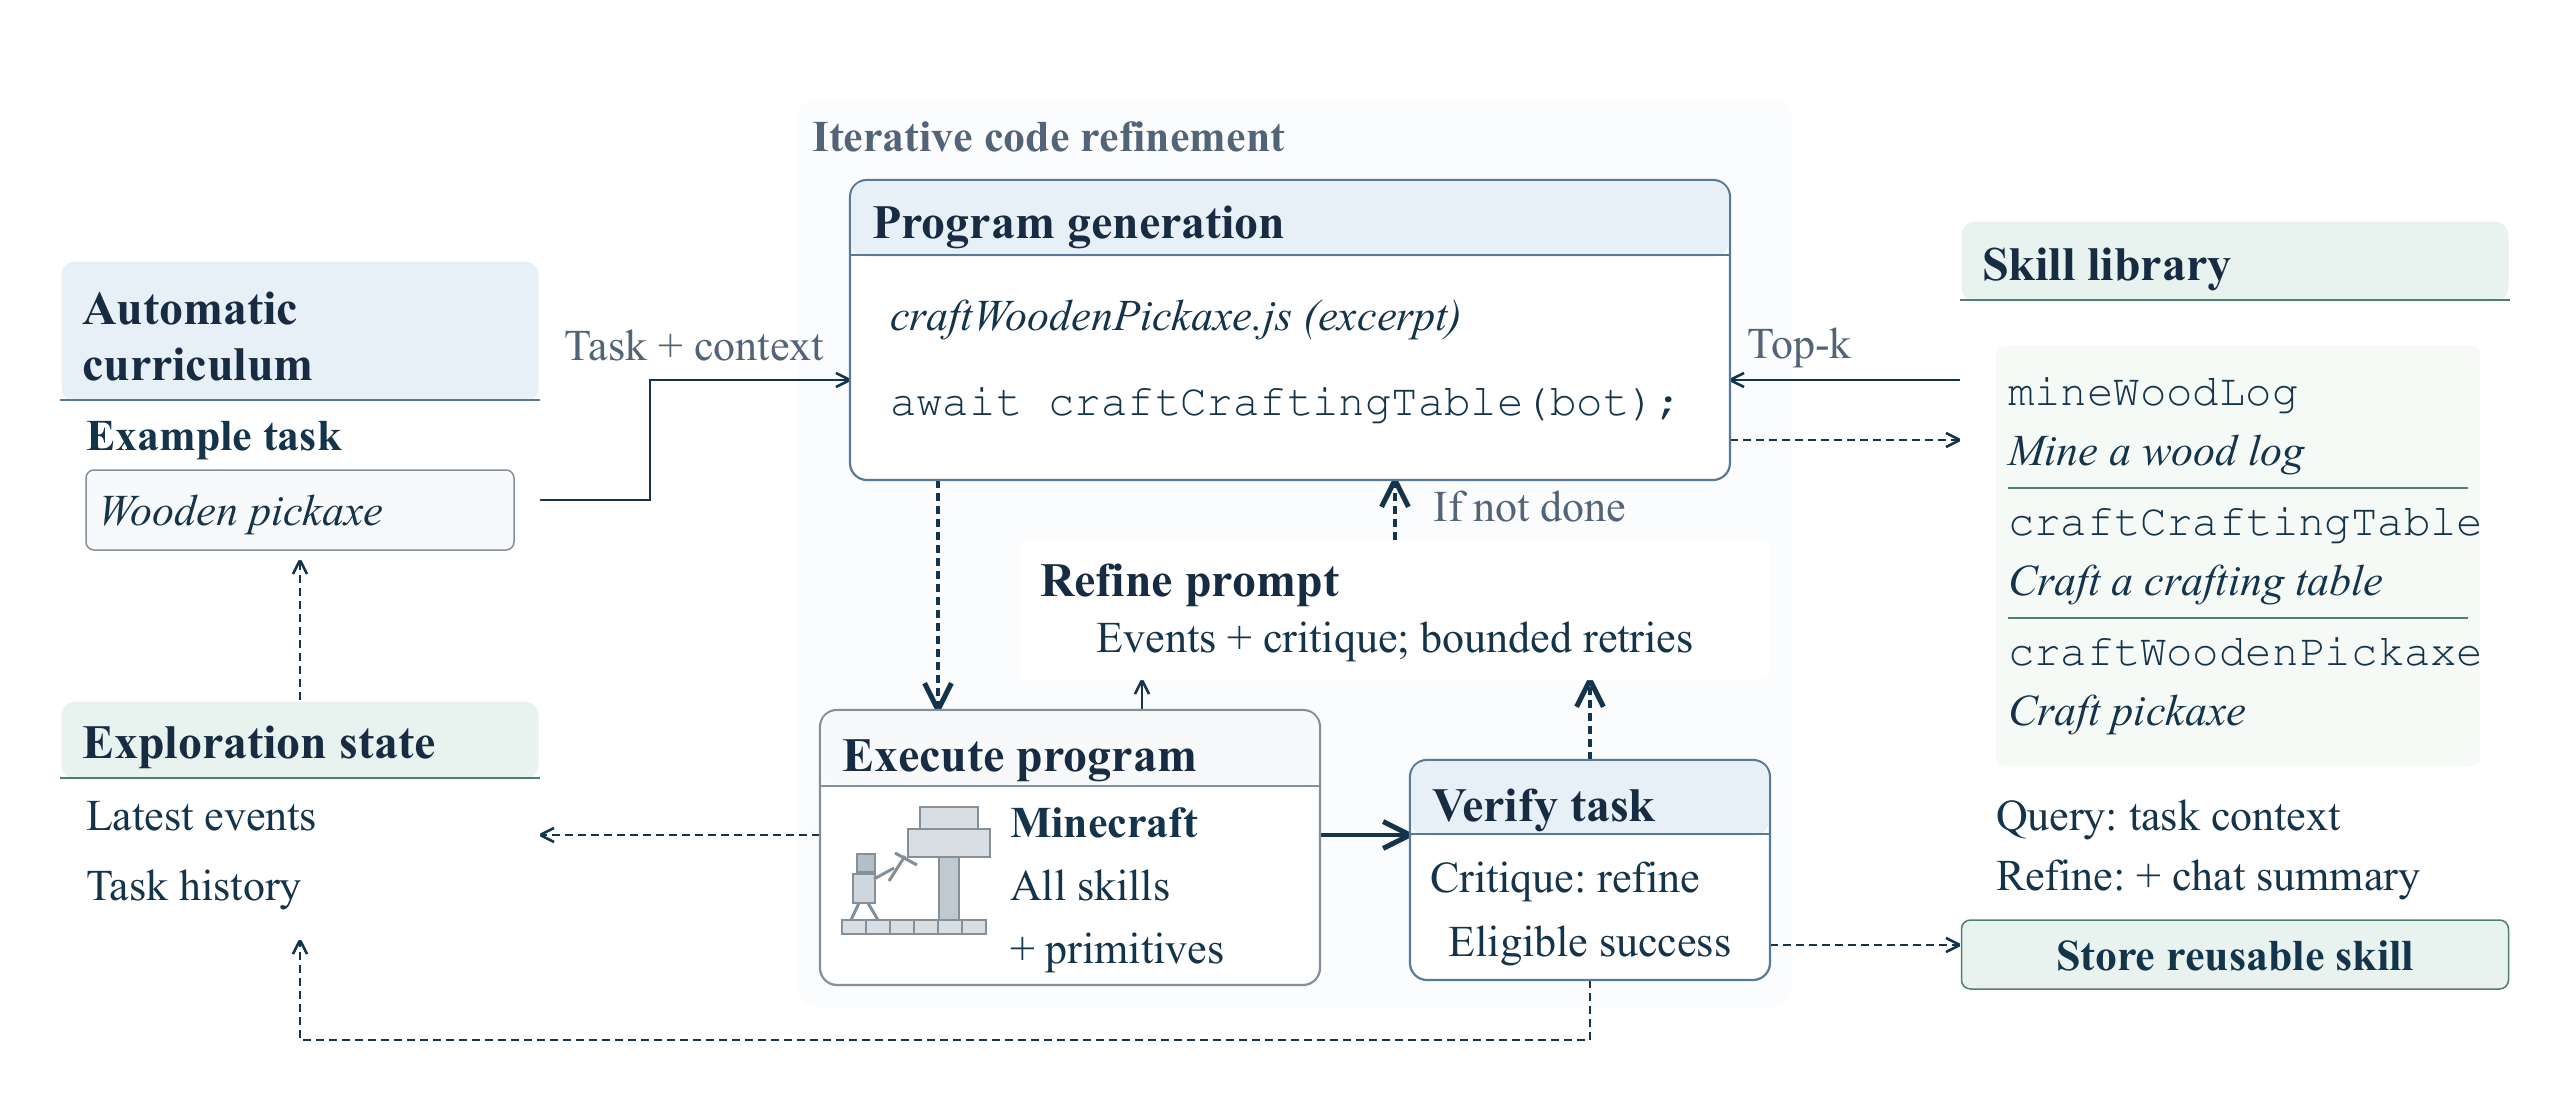 Iterative code refinement
Program generation
craftWoodenPickaxe.js (excerpt)
await craftCraftingTable(bot);
Automatic
curriculum
Example task
Wooden pickaxe
Task + context
Top-k
If not done
Refine prompt
Events + critique; bounded retries
Exploration state
Latest events
Task history
Execute program
Minecraft
All skills
+ primitives
Verify task
Critique: refine
Eligible success
Skill library
mineWoodLog
Mine a wood log
craftCraftingTable
Craft a crafting table
craftWoodenPickaxe
Craft pickaxe
Query: task context
Refine: + chat summary
Store reusable skill